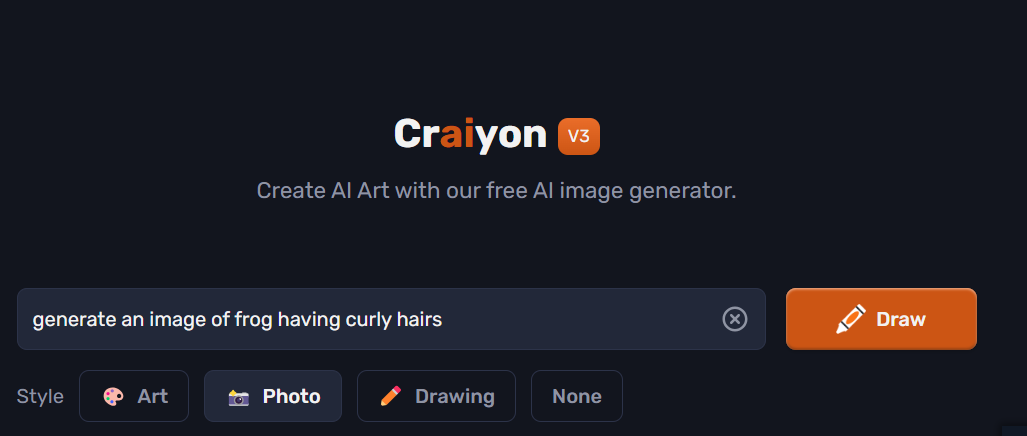 Craiyon V3
Create AI Art with our free AI image generator.
generate an image of frog having curly hairs
Draw
Style Art Photo Drawing None